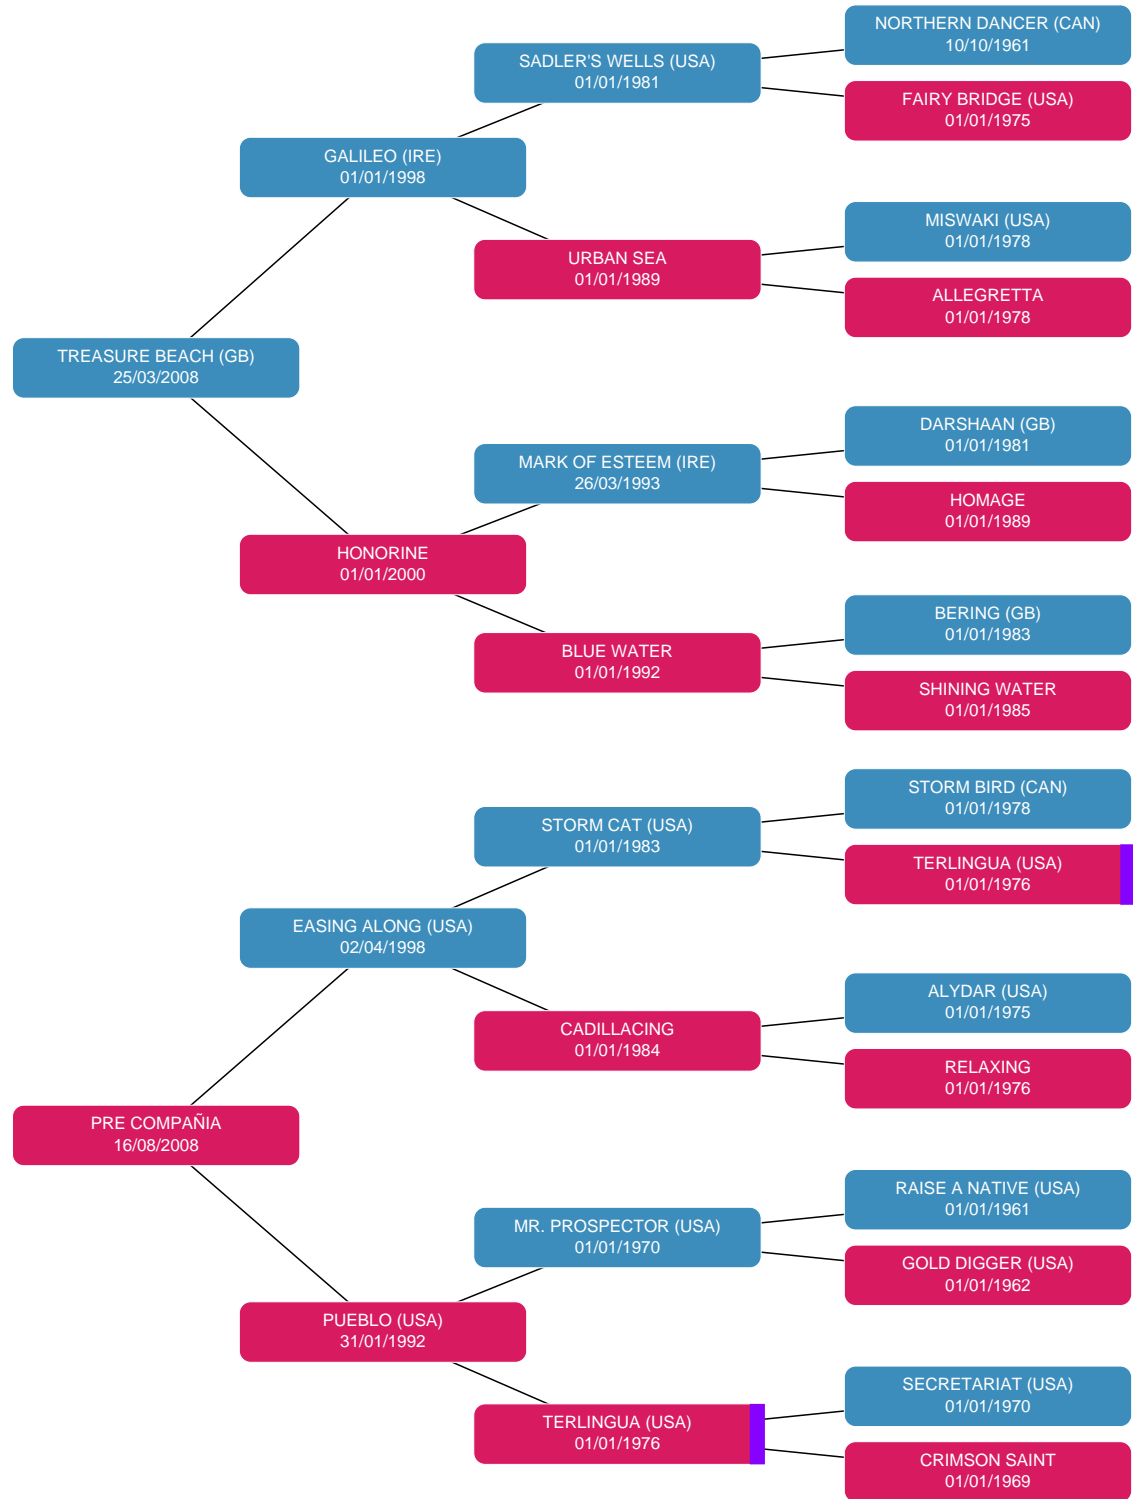 NORTHERN DANCER (CAN)
10/10/1961
SADLER'S WELLS (USA)
01/01/1981
FAIRY BRIDGE (USA)
01/01/1975
GALILEO (IRE)
01/01/1998
MISWAKI (USA)
01/01/1978
URBAN SEA
01/01/1989
ALLEGRETTA
01/01/1978
TREASURE BEACH (GB)
25/03/2008
DARSHAAN (GB)
01/01/1981
MARK OF ESTEEM (IRE)
26/03/1993
HOMAGE
01/01/1989
HONORINE
01/01/2000
BERING (GB)
01/01/1983
BLUE WATER
01/01/1992
SHINING WATER
01/01/1985
STORM BIRD (CAN)
01/01/1978
STORM CAT (USA)
01/01/1983
TERLINGUA (USA)
01/01/1976
EASING ALONG (USA)
02/04/1998
ALYDAR (USA)
01/01/1975
CADILLACING
01/01/1984
RELAXING
01/01/1976
PRE COMPAÑIA
16/08/2008
RAISE A NATIVE (USA)
01/01/1961
MR. PROSPECTOR (USA)
01/01/1970
GOLD DIGGER (USA)
01/01/1962
PUEBLO (USA)
31/01/1992
SECRETARIAT (USA)
01/01/1970
TERLINGUA (USA)
01/01/1976
CRIMSON SAINT
01/01/1969